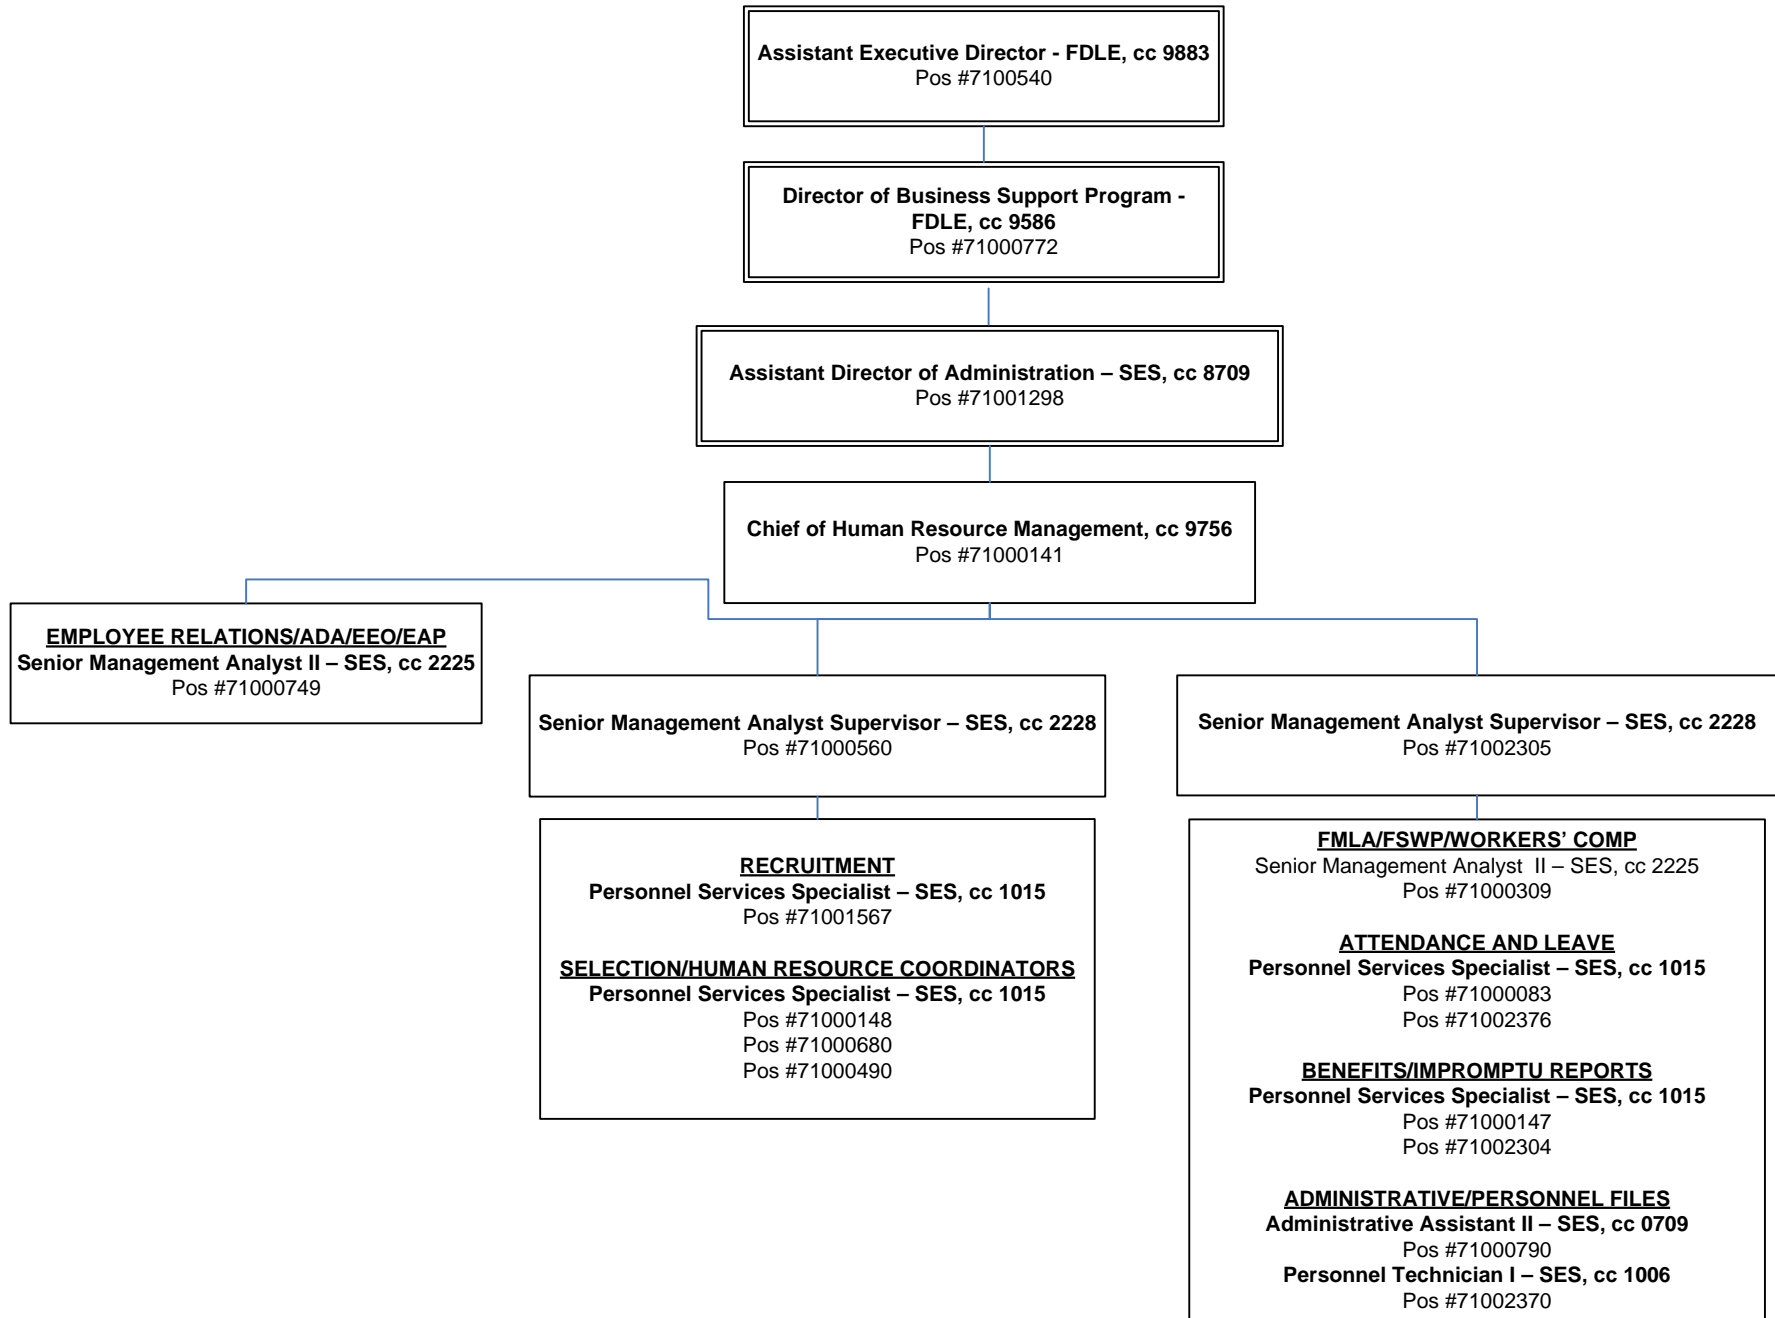 Assistant Executive Director - FDLE, cc 9883
Pos #7100540
Director of Business Support Program -
FDLE, cc 9586
Pos #71000772
Assistant Director of Administration – SES, cc 8709
Pos #71001298
Chief of Human Resource Management, cc 9756
Pos #71000141
EMPLOYEE RELATIONS/ADA/EEO/EAP
Senior Management Analyst II – SES, cc 2225
Pos #71000749
Senior Management Analyst Supervisor – SES, cc 2228
Pos #71000560
Senior Management Analyst Supervisor – SES, cc 2228
Pos #71002305
RECRUITMENT
Personnel Services Specialist – SES, cc 1015
Pos #71001567
SELECTION/HUMAN RESOURCE COORDINATORS
Personnel Services Specialist – SES, cc 1015
Pos #71000148
Pos #71000680
Pos #71000490
FMLA/FSWP/WORKERS’ COMP
Senior Management Analyst II – SES, cc 2225
Pos #71000309
ATTENDANCE AND LEAVE
Personnel Services Specialist – SES, cc 1015
Pos #71000083
Pos #71002376
BENEFITS/IMPROMPTU REPORTS
Personnel Services Specialist – SES, cc 1015
Pos #71000147
Pos #71002304
ADMINISTRATIVE/PERSONNEL FILES
Administrative Assistant II – SES, cc 0709
Pos #71000790
Personnel Technician I – SES, cc 1006
Pos #71002370